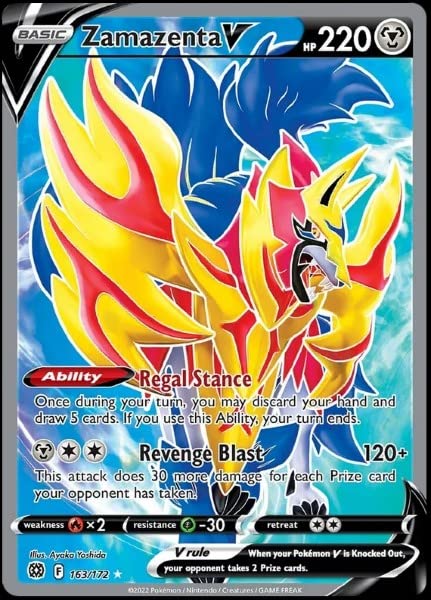 BASIC Zamazenta V HP 220
Ability Regal Stance
Once during your turn, you may discard your hand and
draw 5 cards. If you use this Ability, your turn ends.
Revenge Blast 120+
This attack does 30 more damage for each Prize card
your opponent has taken.
weakness ×2 resistance -30 retreat
Illus. Ayaka Yoshida
F 163/172
V rule When your Pokémon V is Knocked Out,
your opponent takes 2 Prize cards.
©2022 Pokémon / Nintendo / Creatures / GAME FREAK